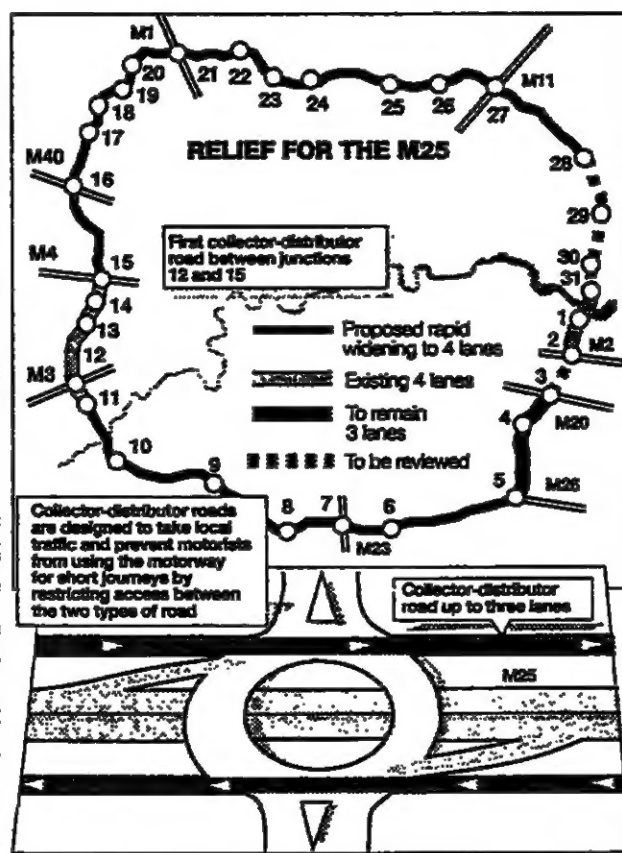 M1
20
21
22
23
24
25
26
27
M11
19
18
17
M40
16
RELIEF FOR THE M25
28
29
M4
15
First collector-distributor
road between junctions
12 and 15
30
31
14
13
1
12
2
M2
M3
11
Proposed rapid
widening to 4 lanes
Existing 4 lanes
To remain
3 lanes
To be reviewed
3
M20
4
10
9
5
M26
8
7
6
M23
Collector-distributor roads
are designed to take local
traffic and prevent motorists
from using the motorway
for short journeys by
restricting access between
the two types of road
Collector-distributor
road up to three lanes
M25